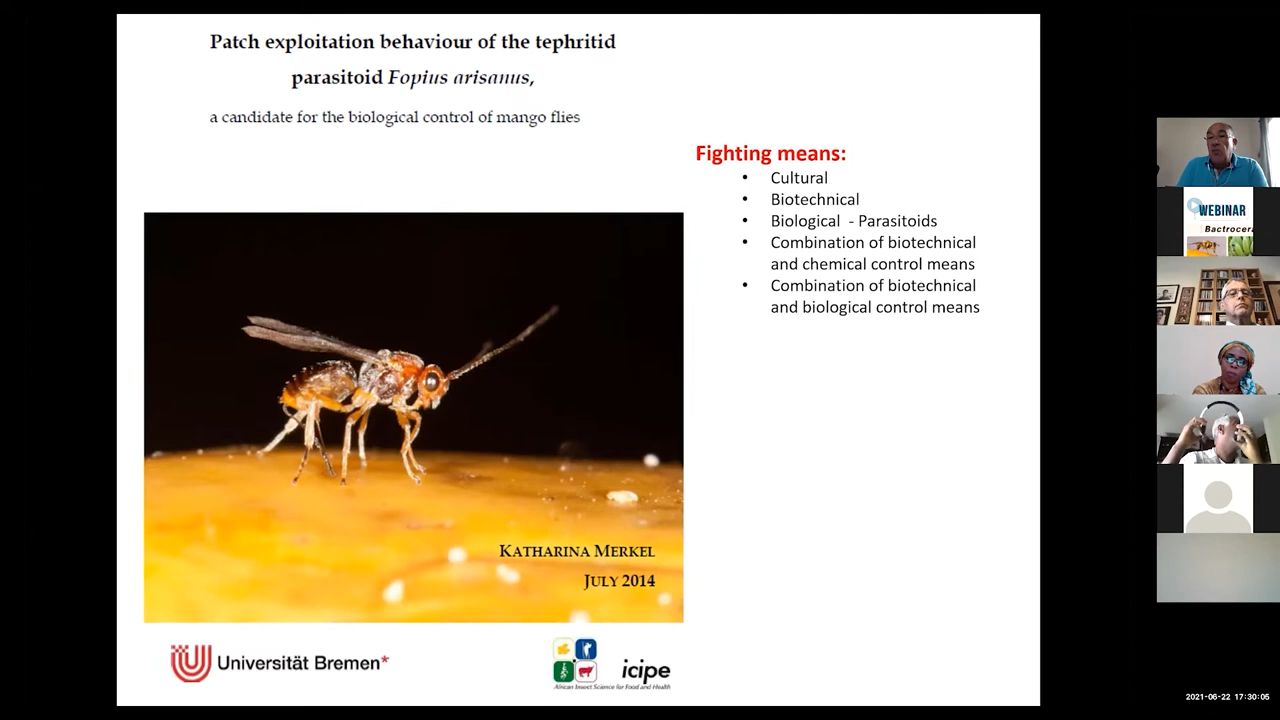 Patch exploitation behaviour of the tephritid
parasitoid Fopius arisanus,
a candidate for the biological control of mango flies
Fighting means:
• Cultural
• Biotechnical
• Biological - Parasitoids
• Combination of biotechnical
and chemical control means
• Combination of biotechnical
and biological control means
KATHARINA MERKEL
JULY 2014
Universität Bremen*
icipe
African Insect Science for Food and Health
WEBINAR
Bactrocera
2021-06-22 17:30:05